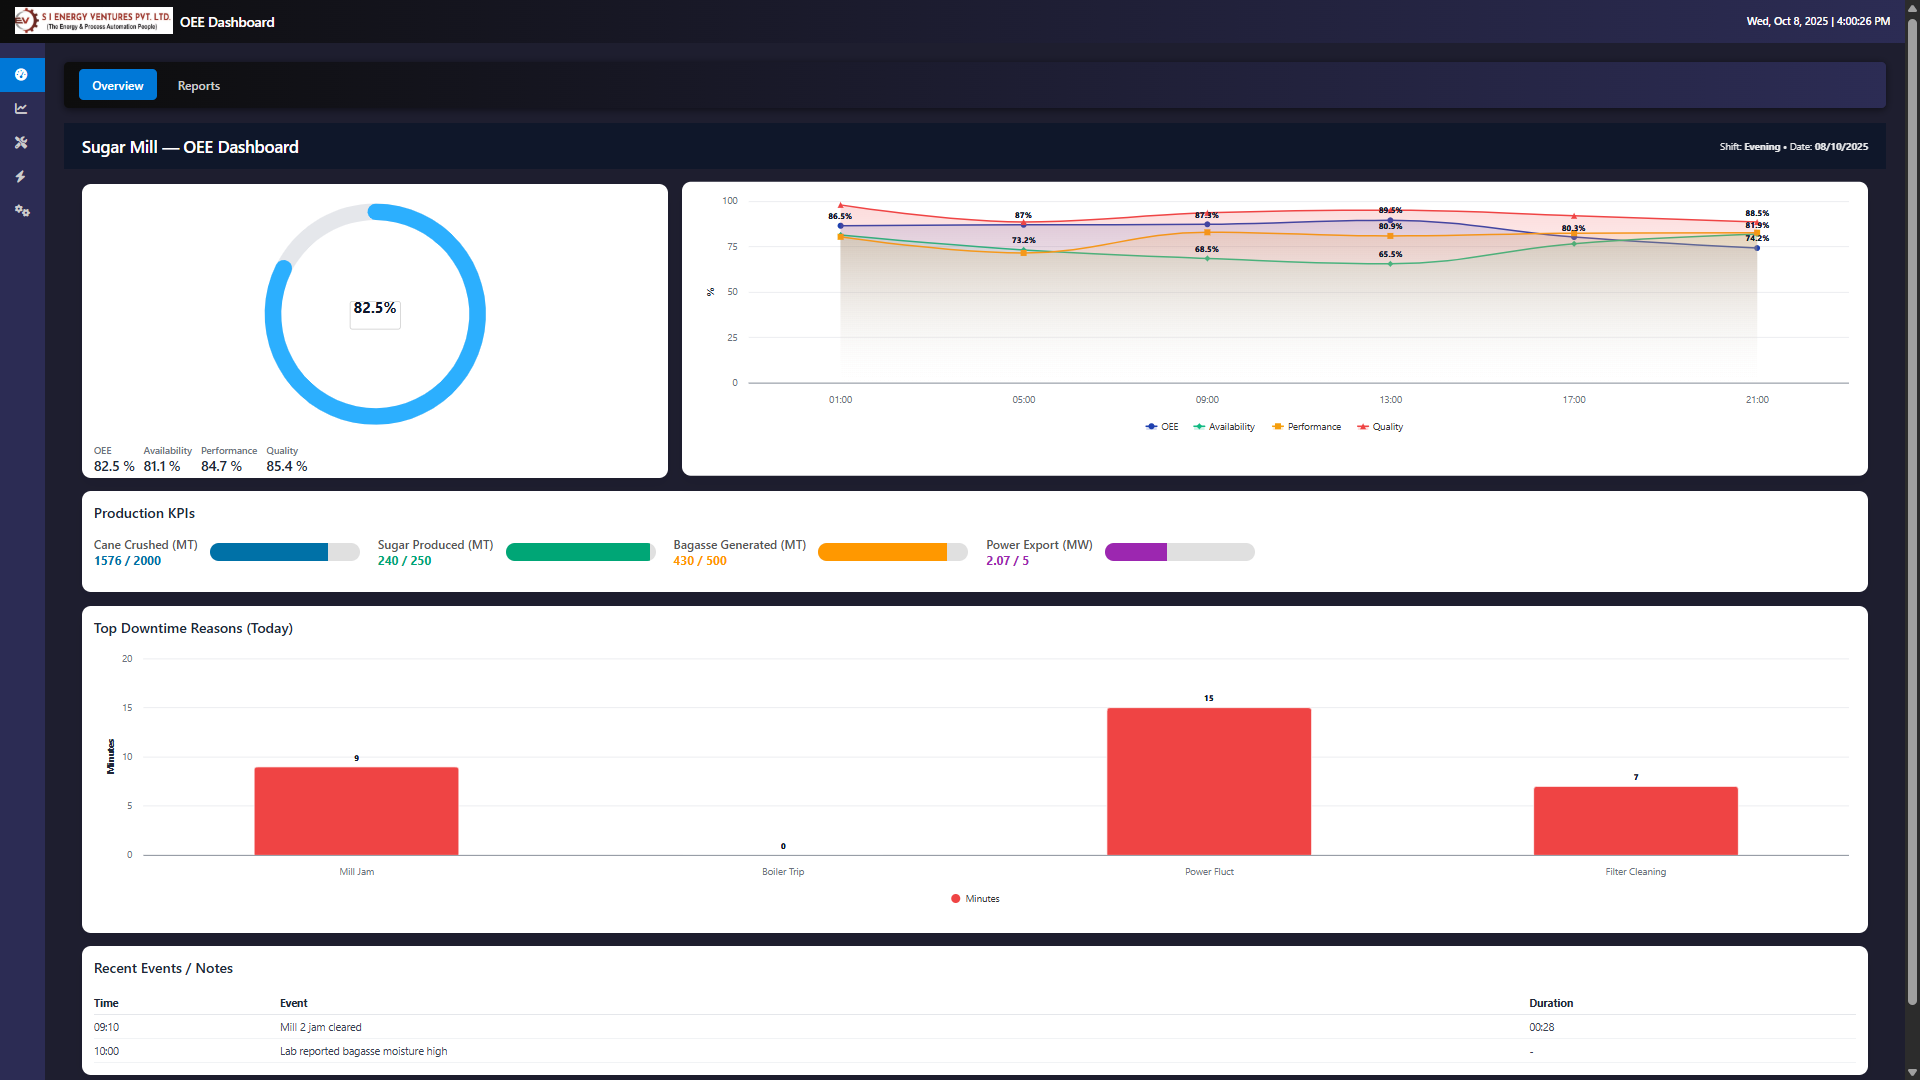 S I ENERGY VENTURES PVT. LTD.
(The Energy & Process Automation People)
OEE Dashboard
Wed, Oct 8, 2025 | 4:00:26 PM
Overview
Reports
Sugar Mill — OEE Dashboard
Shift: Evening • Date: 08/10/2025
82.5%
OEE Availability Performance Quality
82.5 % 81.1 % 84.7 % 85.4 %
100
75
50
25
0
%
86.5%
87%
73.2%
87.3%
68.5%
89.5%
80.9%
65.5%
80.3%
88.5%
81.9%
74.2%
01:00 05:00 09:00 13:00 17:00 21:00
OEE Availability Performance Quality
Production KPIs
Cane Crushed (MT)
1576 / 2000
Sugar Produced (MT)
240 / 250
Bagasse Generated (MT)
430 / 500
Power Export (MW)
2.07 / 5
Top Downtime Reasons (Today)
20
15
10
5
0
Minutes
9
0
15
7
Mill Jam Boiler Trip Power Fluct Filter Cleaning
Minutes
Recent Events / Notes
Time Event Duration
09:10 Mill 2 jam cleared 00:28
10:00 Lab reported bagasse moisture high -